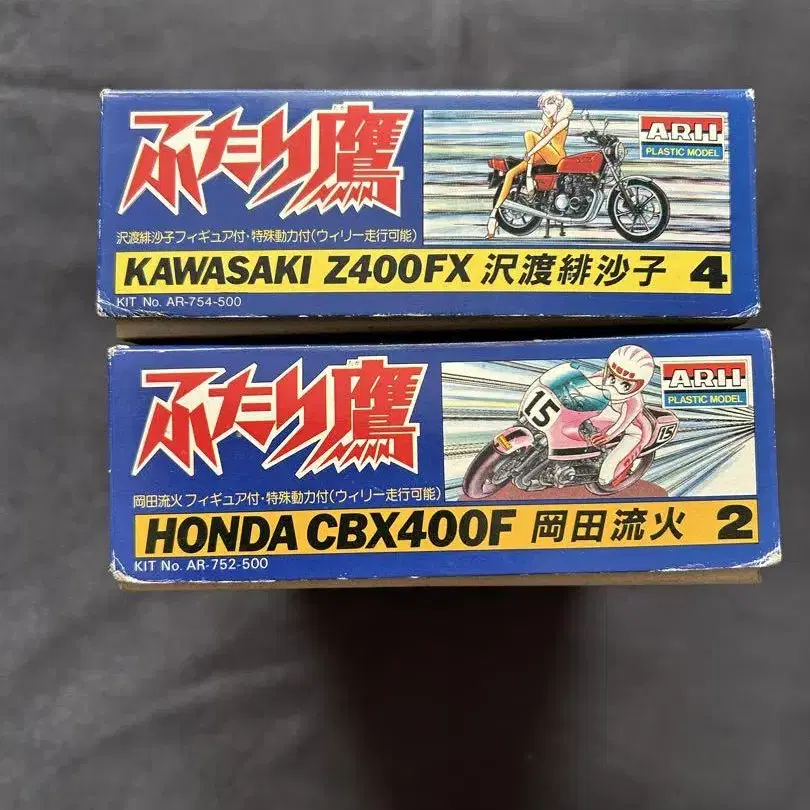 ふたり鷹
たか
ARII
PLASTIC MODEL
沢渡緋沙子フィギュア付・特殊動力付(ウィリー走行可能)
KAWASAKI Z400FX 沢渡緋沙子 4
KIT No. AR-754-500
ふたり鷹
たか
15
15
ARII
PLASTIC MODEL
岡田流火フィギュア付・特殊動力付(ウィリー走行可能)
HONDA CBX400F 岡田流火 2
KIT No. AR-752-500